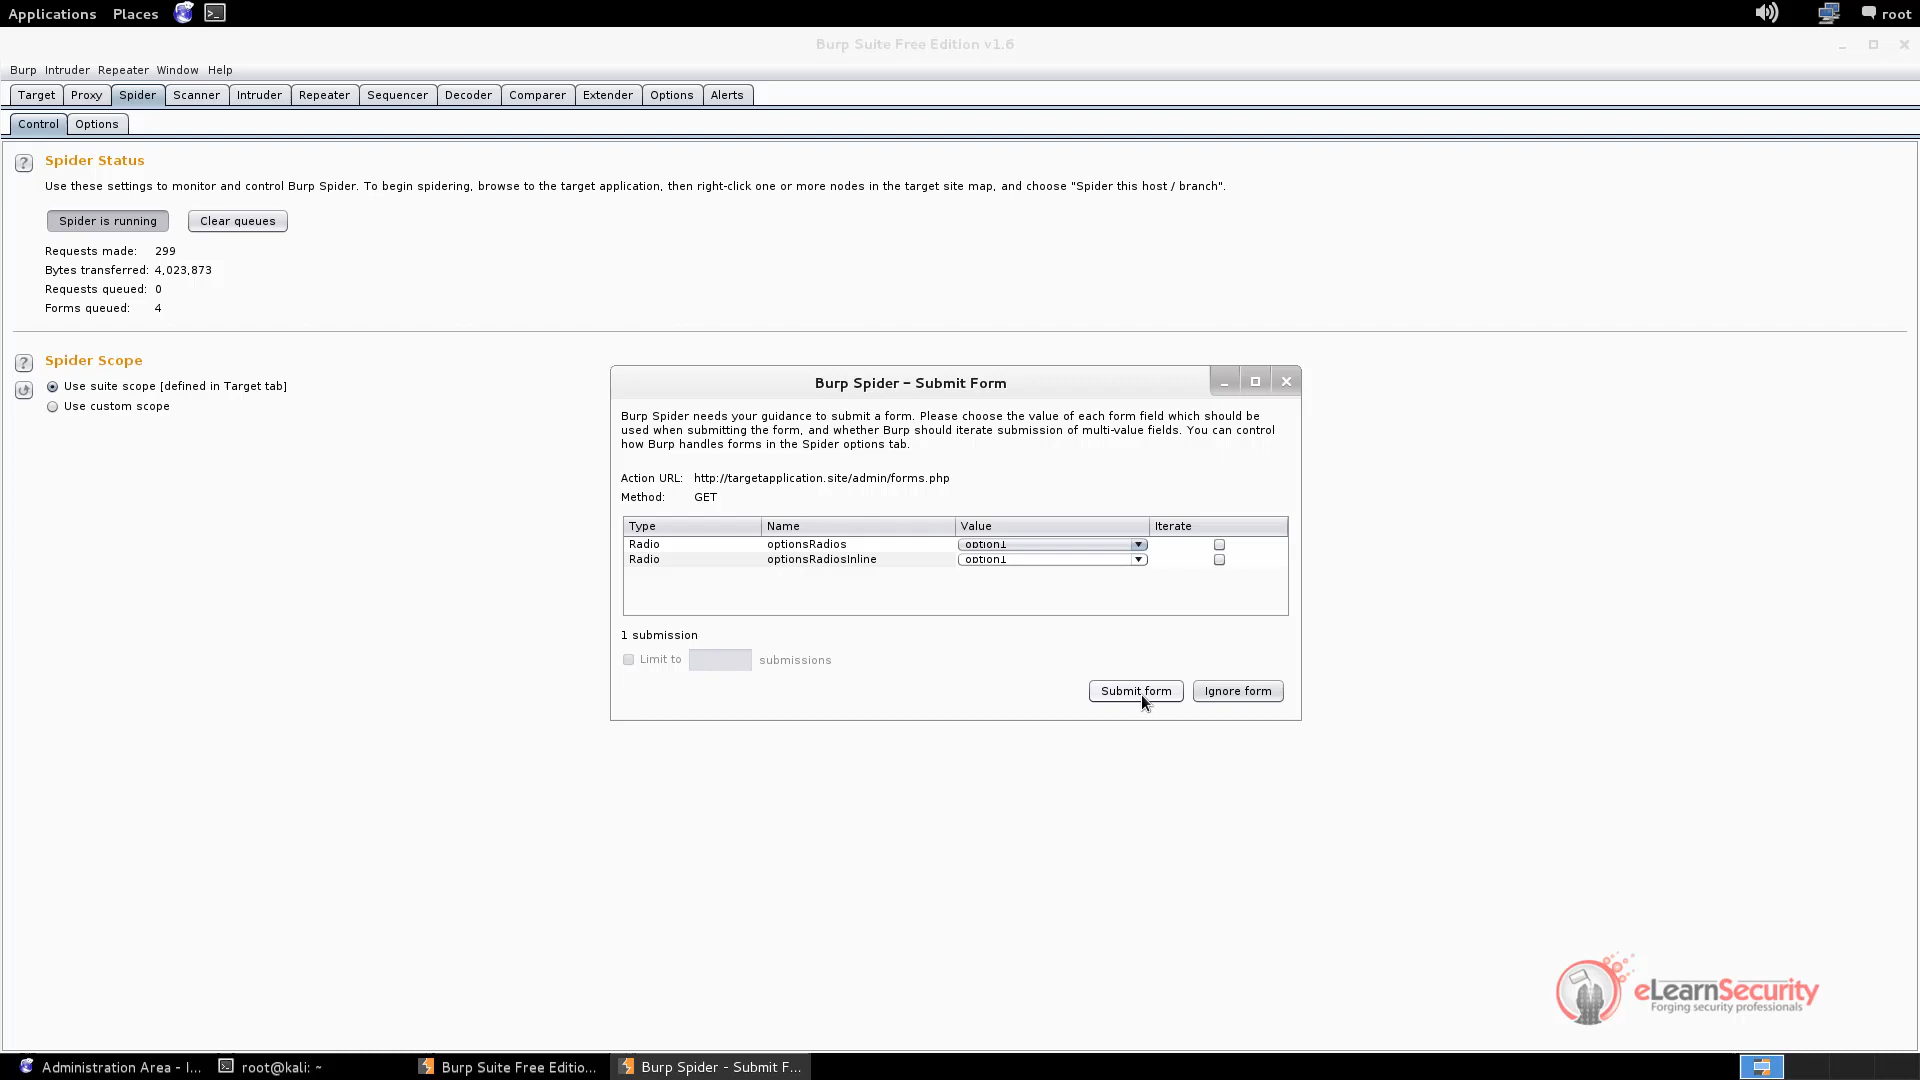 Applications Places root
Burp Suite Free Edition v1.6
Burp Intruder Repeater Window Help
Target Proxy Spider Scanner Intruder Repeater Sequencer Decoder Comparer Extender Options Alerts
Control Options
? Spider Status
Use these settings to monitor and control Burp Spider. To begin spidering, browse to the target application, then right-click one or more nodes in the target site map, and choose "Spider this host / branch".
Spider is running Clear queues
Requests made: 299
Bytes transferred: 4,023,873
Requests queued: 0
Forms queued: 4
? Spider Scope
Use suite scope [defined in Target tab]
Use custom scope
Burp Spider – Submit Form
Burp Spider needs your guidance to submit a form. Please choose the value of each form field which should be
used when submitting the form, and whether Burp should iterate submission of multi-value fields. You can control
how Burp handles forms in the Spider options tab.
Action URL: http://targetapplication.site/admin/forms.php
Method: GET
Type Name Value Iterate
Radio optionsRadios option1
Radio optionsRadiosInline option1
1 submission
Limit to submissions
Submit form Ignore form
eLearnSecurity
Forging security professionals
Administration Area - I... root@kali: ~ Burp Suite Free Editio... Burp Spider - Submit F...